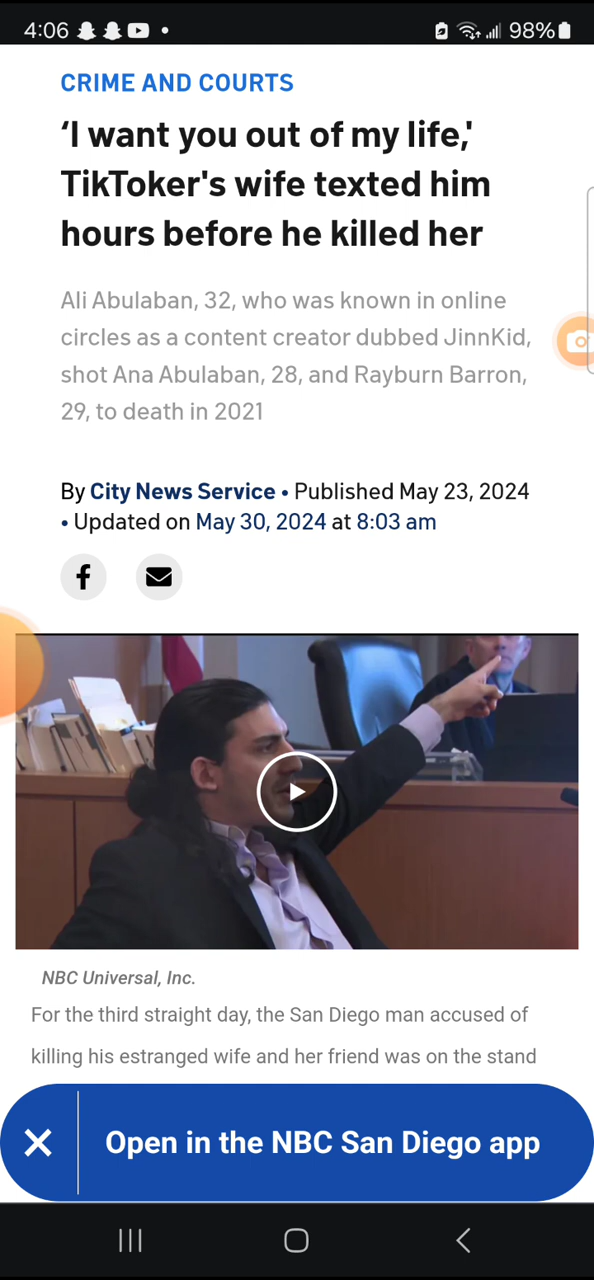 4:06
98%
CRIME AND COURTS
‘I want you out of my life,'
TikToker's wife texted him
hours before he killed her
Ali Abulaban, 32, who was known in online
circles as a content creator dubbed JinnKid,
shot Ana Abulaban, 28, and Rayburn Barron,
29, to death in 2021
By City News Service • Published May 23, 2024
• Updated on May 30, 2024 at 8:03 am
NBC Universal, Inc.
For the third straight day, the San Diego man accused of
killing his estranged wife and her friend was on the stand
Open in the NBC San Diego app